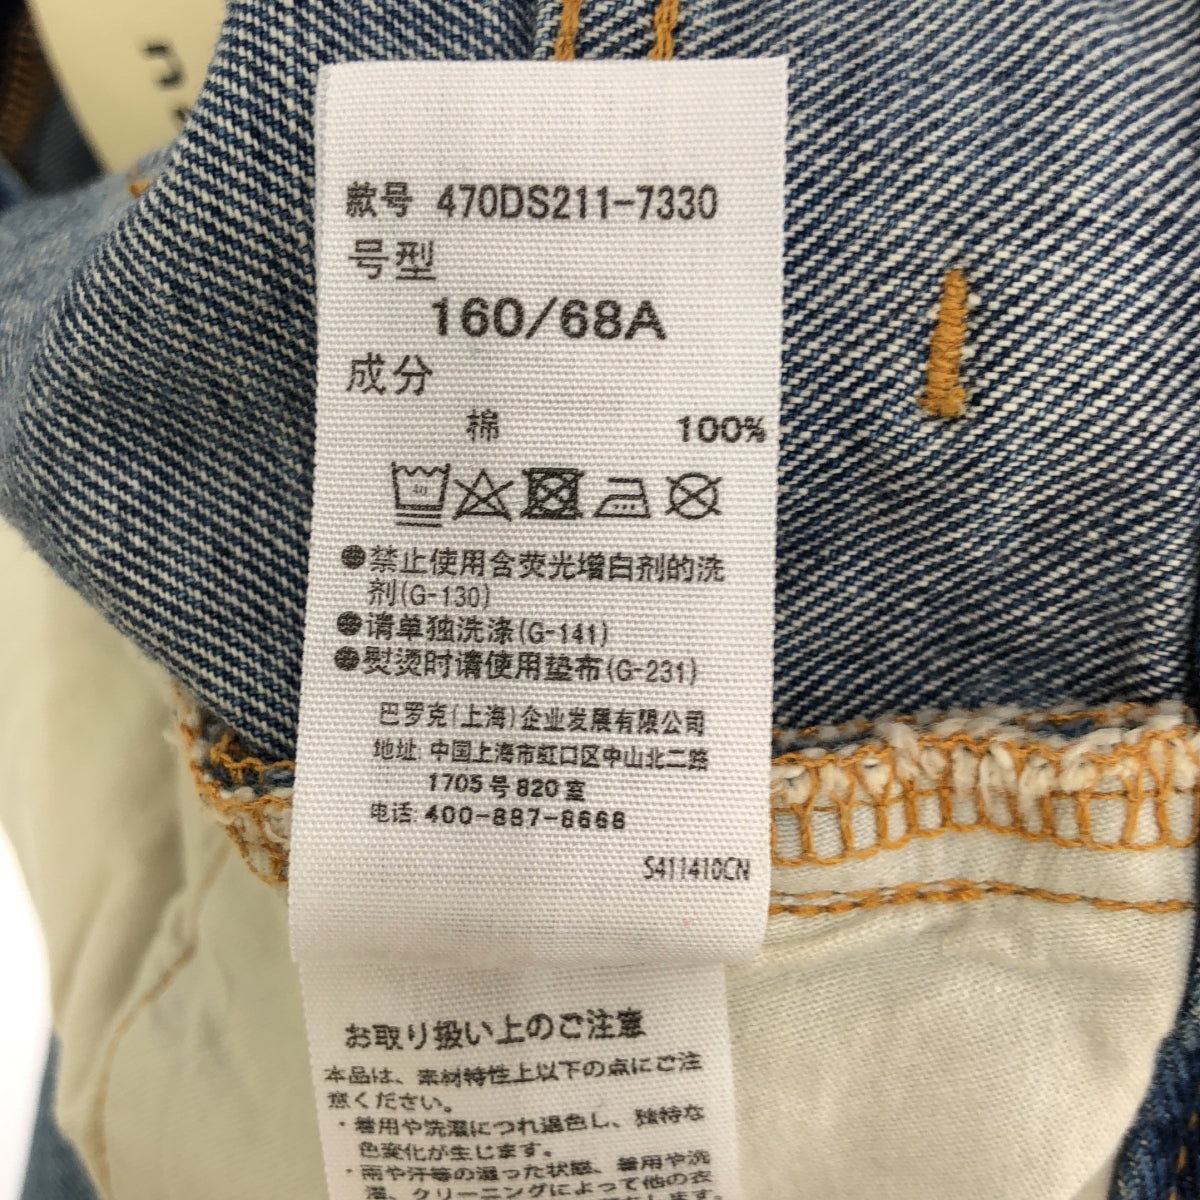 款号 470DS211-7330
号型
160/68A
成分
棉 100%
40
●禁止使用含荧光增白剂的洗
剂(G-130)
●请单独洗涤(G-141)
●熨烫时请使用垫布(G-231)
巴罗克(上海)企业发展有限公司
地址: 中国上海市虹口区中山北二路
1705号820室
电话: 400-887-8668
S411410CN
お取り扱い上のご注意
本品は、素材特性上以下の点にご注
意ください。
・着用や洗濯につれ退色し、独特な
色変化が生じます。
・雨や汗等の湿った状態、着用や洗
濯、クリーニングによって他の衣